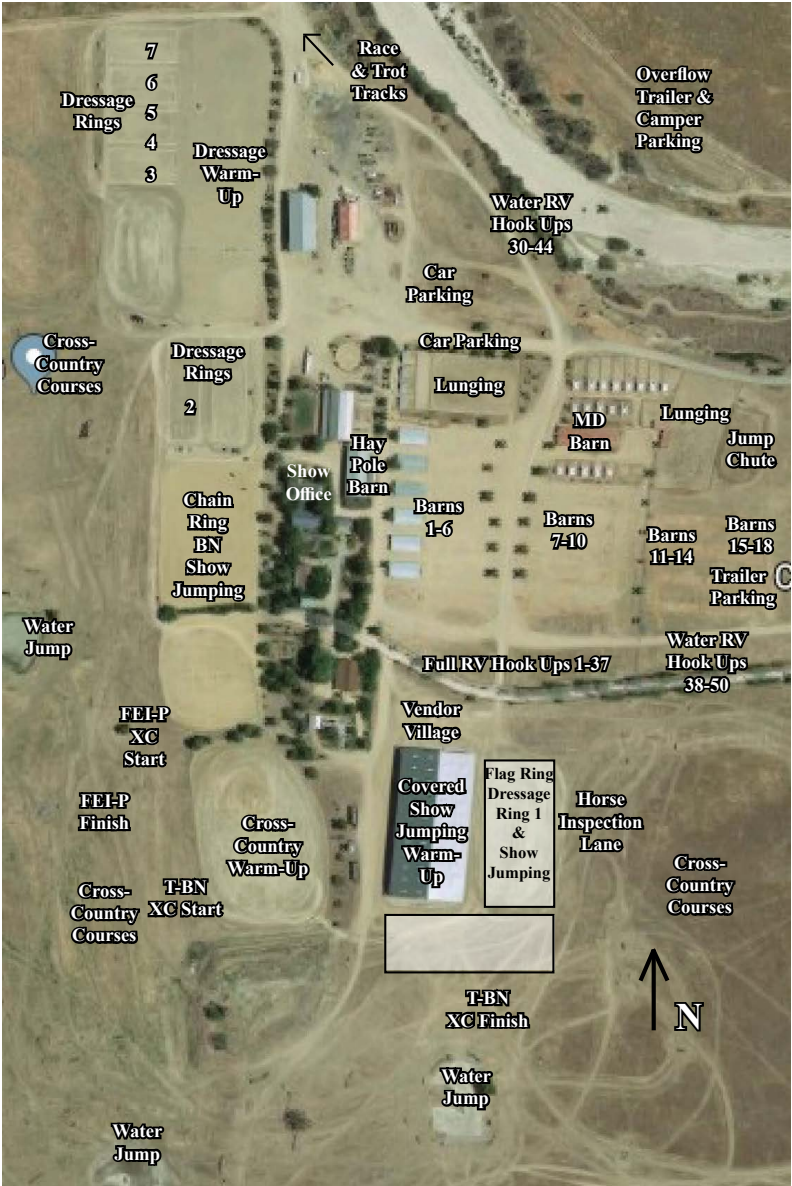 7
6
5
4
3
Dressage
Rings
Dressage
Warm-
Up
Race
& Trot
Tracks
Overflow
Trailer &
Camper
Parking
Water RV
Hook Ups
30-44
Car
Parking
Cross-
Country
Courses
Dressage
Rings
2
Car Parking
Lunging
MD
Barn
Lunging
Jump
Chute
Show
Office
Hay
Pole
Barn
Chain
Ring
BN
Show
Jumping
Barns
1-6
Barns
7-10
Barns
11-14
Barns
15-18
Trailer
Parking
Water
Jump
Full RV Hook Ups 1-37
Water RV
Hook Ups
38-50
FEI-P
XC
Start
Vendor
Village
FEI-P
Finish
Cross-
Country
Warm-Up
Covered
Show
Jumping
Warm-
Up
Flag Ring
Dressage
Ring 1
&
Show
Jumping
Horse
Inspection
Lane
Cross-
Country
Courses
Cross-
Country
Courses
T-BN
XC Start
T-BN
XC Finish
N
Water
Jump
Water
Jump